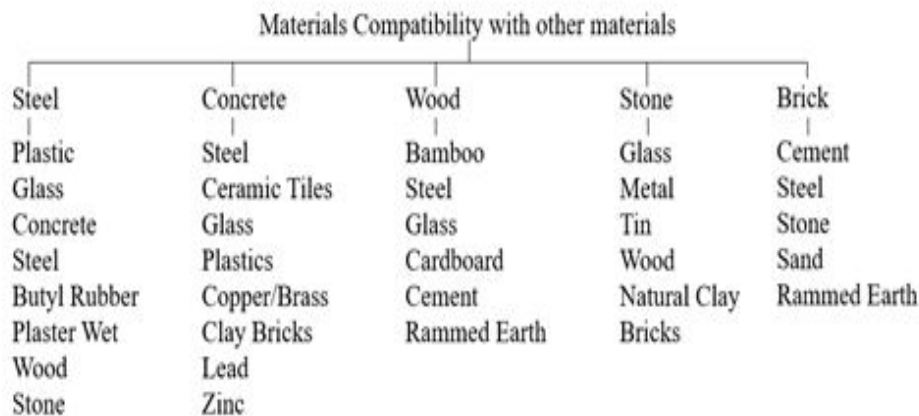 Materials Compatibility with other materials
Steel Concrete Wood Stone Brick
Plastic Steel Bamboo Glass Cement
Glass Ceramic Tiles Steel Metal Steel
Concrete Glass Glass Tin Stone
Steel Plastics Cardboard Wood Sand
Butyl Rubber Copper/Brass Cement Natural Clay Rammed Earth
Plaster Wet Clay Bricks Rammed Earth Bricks
Wood Lead
Stone Zinc